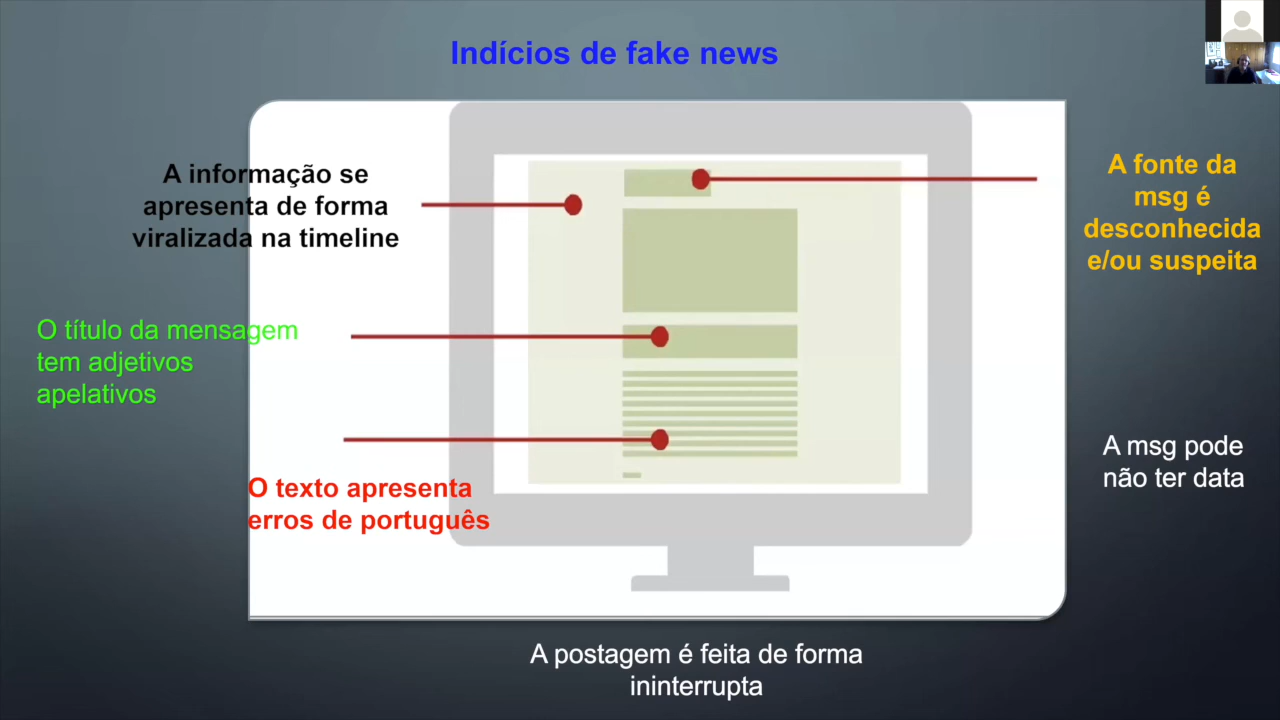 Indícios de fake news
A informação se
apresenta de forma
viralizada na timeline
A fonte da
msg é
desconhecida
e/ou suspeita
O título da mensagem
tem adjetivos
apelativos
A msg pode
não ter data
O texto apresenta
erros de português
A postagem é feita de forma
ininterrupta